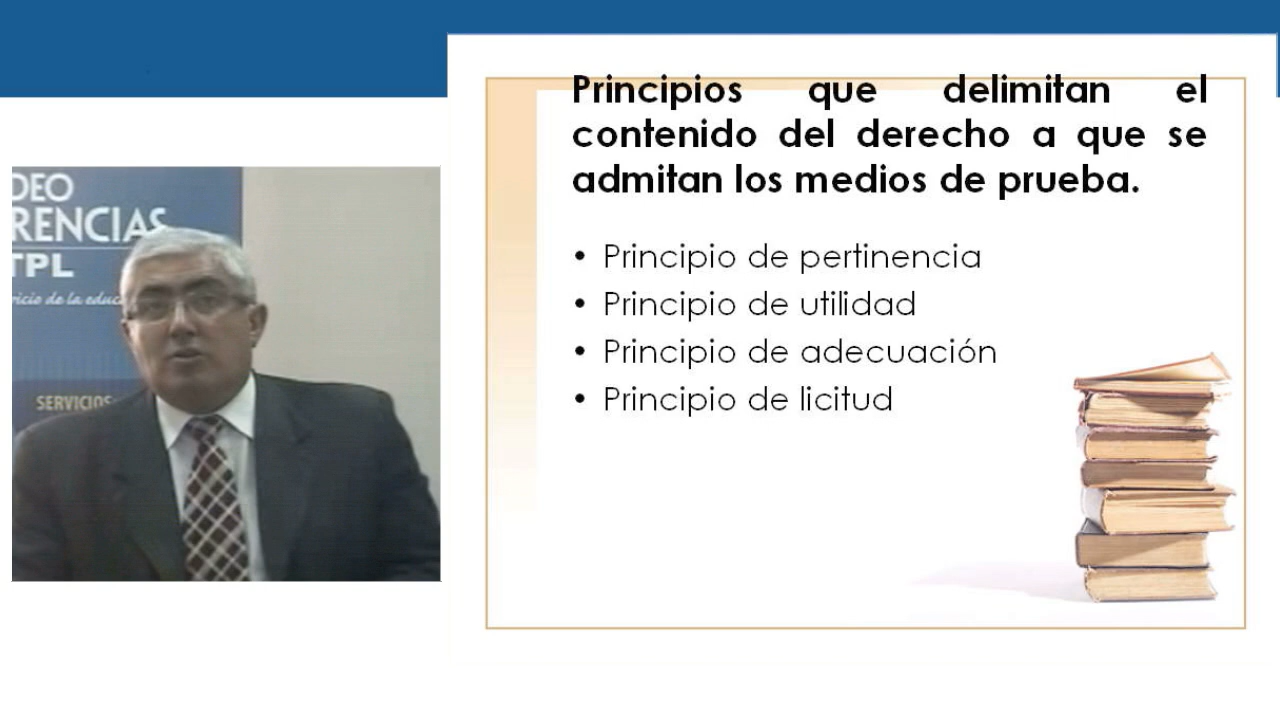 DEO
RENCIAS
TPL
SERVICIOS
Principios que delimitan el
contenido del derecho a que se
admitan los medios de prueba.
• Principio de pertinencia
• Principio de utilidad
• Principio de adecuación
• Principio de licitud